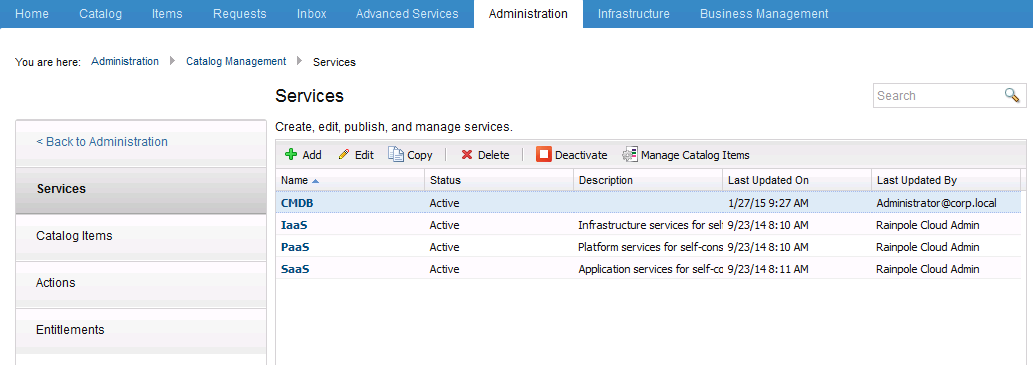 Home Catalog Items Requests Inbox Advanced Services Administration Infrastructure Business Management
You are here: Administration Catalog Management Services
Services
Search
< Back to Administration
Services
Catalog Items
Actions
Entitlements
Create, edit, publish, and manage services.
Add Edit Copy Delete Deactivate Manage Catalog Items
Name Status Description Last Updated On Last Updated By
CMDB Active 1/27/15 9:27 AM Administrator@corp.local
IaaS Active Infrastructure services for sel 9/23/14 8:10 AM Rainpole Cloud Admin
PaaS Active Platform services for self-cons 9/23/14 8:10 AM Rainpole Cloud Admin
SaaS Active Application services for self-co 9/23/14 8:11 AM Rainpole Cloud Admin